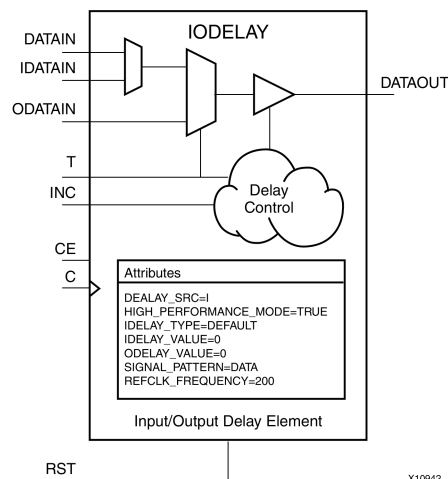 IODELAY
DATAIN
IDATAIN
DATAOUT
ODATAIN
T
INC
Delay
Control
CE
C
Attributes
DEALAY_SRC=I
HIGH_PERFORMANCE_MODE=TRUE
IDELAY_TYPE=DEFAULT
IDELAY_VALUE=0
ODELAY_VALUE=0
SIGNAL_PATTERN=DATA
REFCLK_FREQUENCY=200
Input/Output Delay Element
RST
X10942